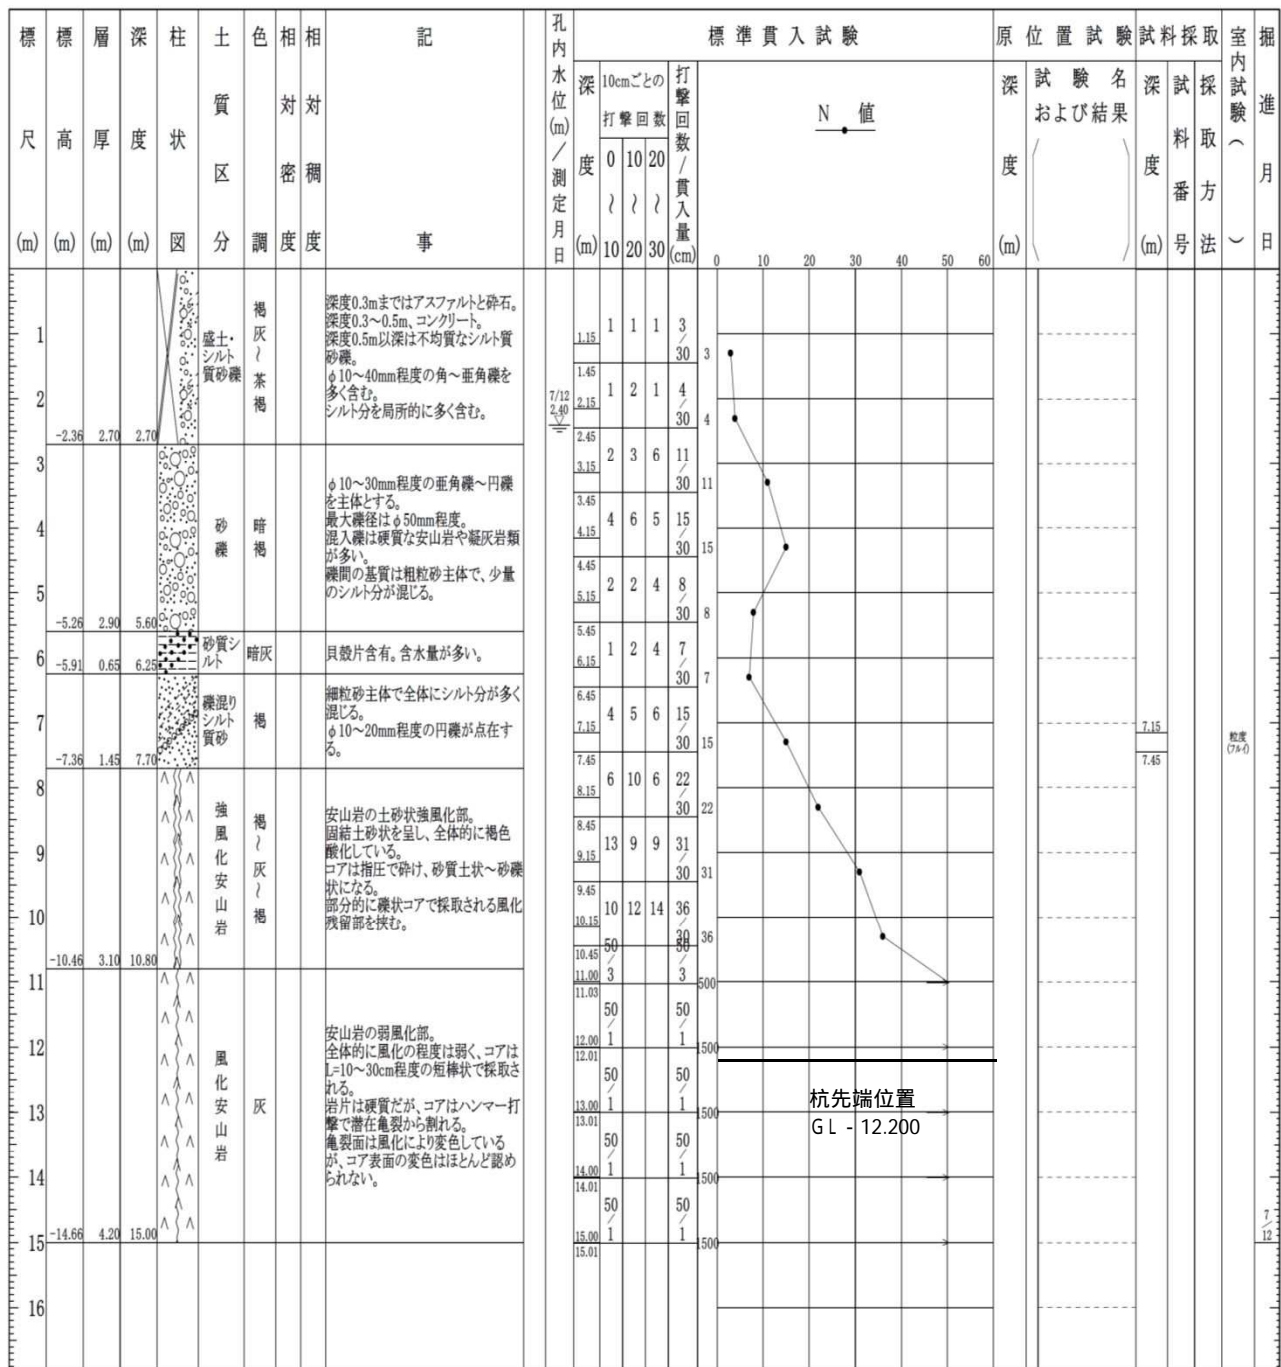 標尺(m)
標高(m)
層厚(m)
深度(m)
柱状図
土質区分
色調
相対密度
相対稠度
記事
孔内水位(m)/測定月日
標準貫入試験
深度(m)
10cmごとの
打撃回数
0〜10
10〜20
20〜30
打撃回数/貫入量(cm)
N 値
0 10 20 30 40 50 60
原位置試験
深度(m)
試験名
および結果
試料採取
深度(m)
試料番号
採取方法
室内試験( )
掘進月日
1
2
3
4
5
6
7
8
9
10
11
12
13
14
15
16
-2.36 2.70 2.70
盛土・
シルト
質砂礫
褐灰〜茶褐
深度0.3mまではアスファルトと砕石。
深度0.3〜0.5m、コンクリート。
深度0.5m以深は不均質なシルト質
砂礫。
φ10〜40mm程度の角〜亜角礫を
多く含む。
シルト分を局所的に多く含む。
7/12
2.40
-5.26 2.90 5.60
砂礫
暗褐
φ10〜30mm程度の亜角礫〜円礫
を主体とする。
最大礫径はφ50mm程度。
混入礫は硬質な安山岩や凝灰岩類
が多い。
礫間の基質は粗粒砂主体で、少量
のシルト分が混じる。
-5.91 0.65 6.25
砂質シ
ルト
暗灰
貝殻片含有。含水量が多い。
-7.36 1.45 7.70
礫混り
シルト
質砂
褐
細粒砂主体で全体にシルト分が多く
混じる。
φ10〜20mm程度の円礫が点在す
る。
-10.46 3.10 10.80
強風化安山岩
褐〜灰〜褐
安山岩の土砂状強風化部。
固結土砂状を呈し、全体的に褐色
酸化している。
コアは指圧で砕け、砂質土状〜砂礫
状になる。
部分的に礫状コアで採取される風化
残留部を挟む。
-14.66 4.20 15.00
風化安山岩
灰
安山岩の弱風化部。
全体的に風化の程度は弱く、コアは
L=10〜30cm程度の短棒状で採取さ
れる。
岩片は硬質だが、コアはハンマー打
撃で潜在亀裂から割れる。
亀裂面は風化により変色している
が、コア表面の変色はほとんど認め
られない。
1.15 1 1 1 3/30 3
1.45
2.15 1 2 1 4/30 4
2.45
3.15 2 3 6 11/30 11
3.45
4.15 4 6 5 15/30 15
4.45
5.15 2 2 4 8/30 8
5.45
6.15 1 2 4 7/30 7
6.45
7.15 4 5 6 15/30 15
7.45
8.15 6 10 6 22/30 22
8.45
9.15 13 9 9 31/30 31
9.45
10.15 10 12 14 36/30 36
10.45
11.00 50/3 50/3 500
11.03
12.00 50/1 50/1 1500
12.01
13.00 50/1 50/1 1500
13.01
14.00 50/1 50/1 1500
14.01
15.00 50/1 50/1 1500
15.01
杭先端位置
GL - 12.200
7.15
7.45
粒度
(フルイ)
7/12